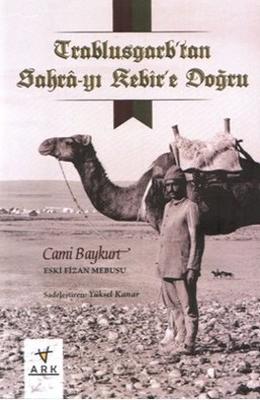 Trablusgarb'tan
Sahrâ-yı Kebir'e Doğru
Cami Baykurt
ESKİ FİZAN MEBUSU
Sadeleştiren: Yüksel Kanar
ARK